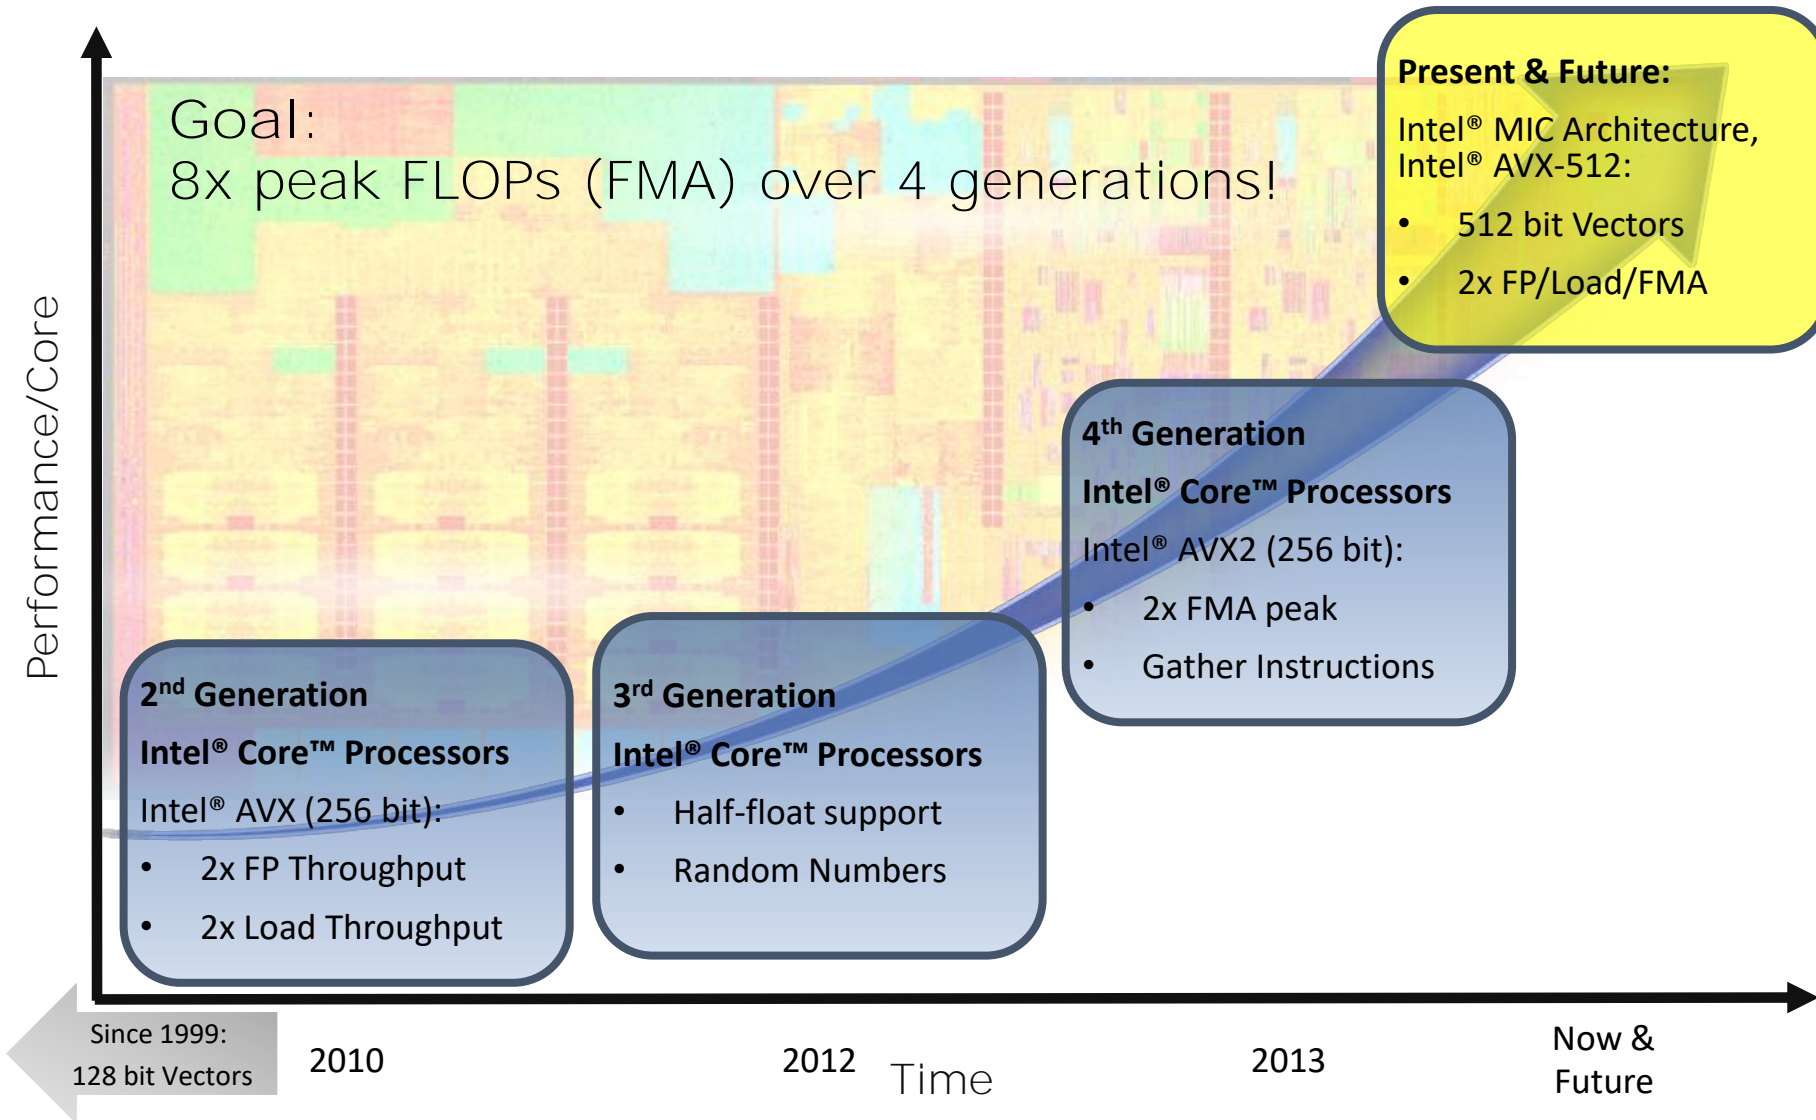 Goal:
8x peak FLOPs (FMA) over 4 generations!
Performance/Core
Present & Future:
Intel® MIC Architecture,
Intel® AVX-512:
• 512 bit Vectors
• 2x FP/Load/FMA
4th Generation
Intel® Core™ Processors
Intel® AVX2 (256 bit):
• 2x FMA peak
• Gather Instructions
2nd Generation
Intel® Core™ Processors
Intel® AVX (256 bit):
• 2x FP Throughput
• 2x Load Throughput
3rd Generation
Intel® Core™ Processors
• Half-float support
• Random Numbers
Since 1999:
128 bit Vectors
2010
2012
Time
2013
Now &
Future